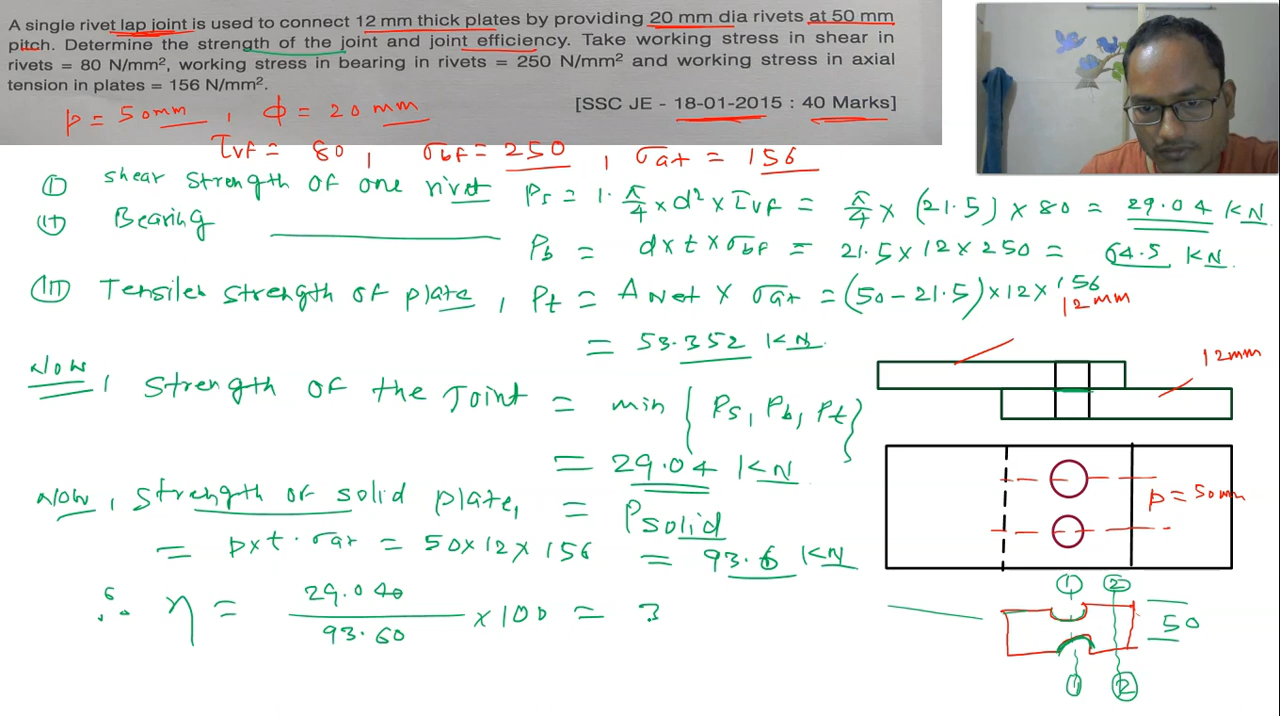 A single rivet lap joint is used to connect 12 mm thick plates by providing 20 mm dia rivets at 50 mm
pitch. Determine the strength of the joint and joint efficiency. Take working stress in shear in
rivets = 80 N/mm², working stress in bearing in rivets = 250 N/mm² and working stress in axial
tension in plates = 156 N/mm².
[SSC JE - 18-01-2015 : 40 Marks]
p = 50mm , ϕ = 20 mm
τvf = 80 , σbf = 250 , σat = 156
(I) shear strength of one rivet Ps = 1. π/4 × d² × τvf = π/4 × (21.5) × 80 = 29.04 KN
(II) Bearing ———— Pb = d×t×σbf = 21.5×12×250 = 64.5 KN.
(III) Tensiles strength of plate, Pt = ANet × σat = (50-21.5)×12×156
= 53.352 KN.
12mm
12mm
Now, Strength of the Joint = min { Ps, Pb, Pt }
= 29.04 KN
p = 50mm
Now, Strength of solid plate, = Psolid
= p×t. σat = 50×12×156 = 93.6 KN
∴ η = 29.040/93.60 ×100 = 3
① ②
50
① ②